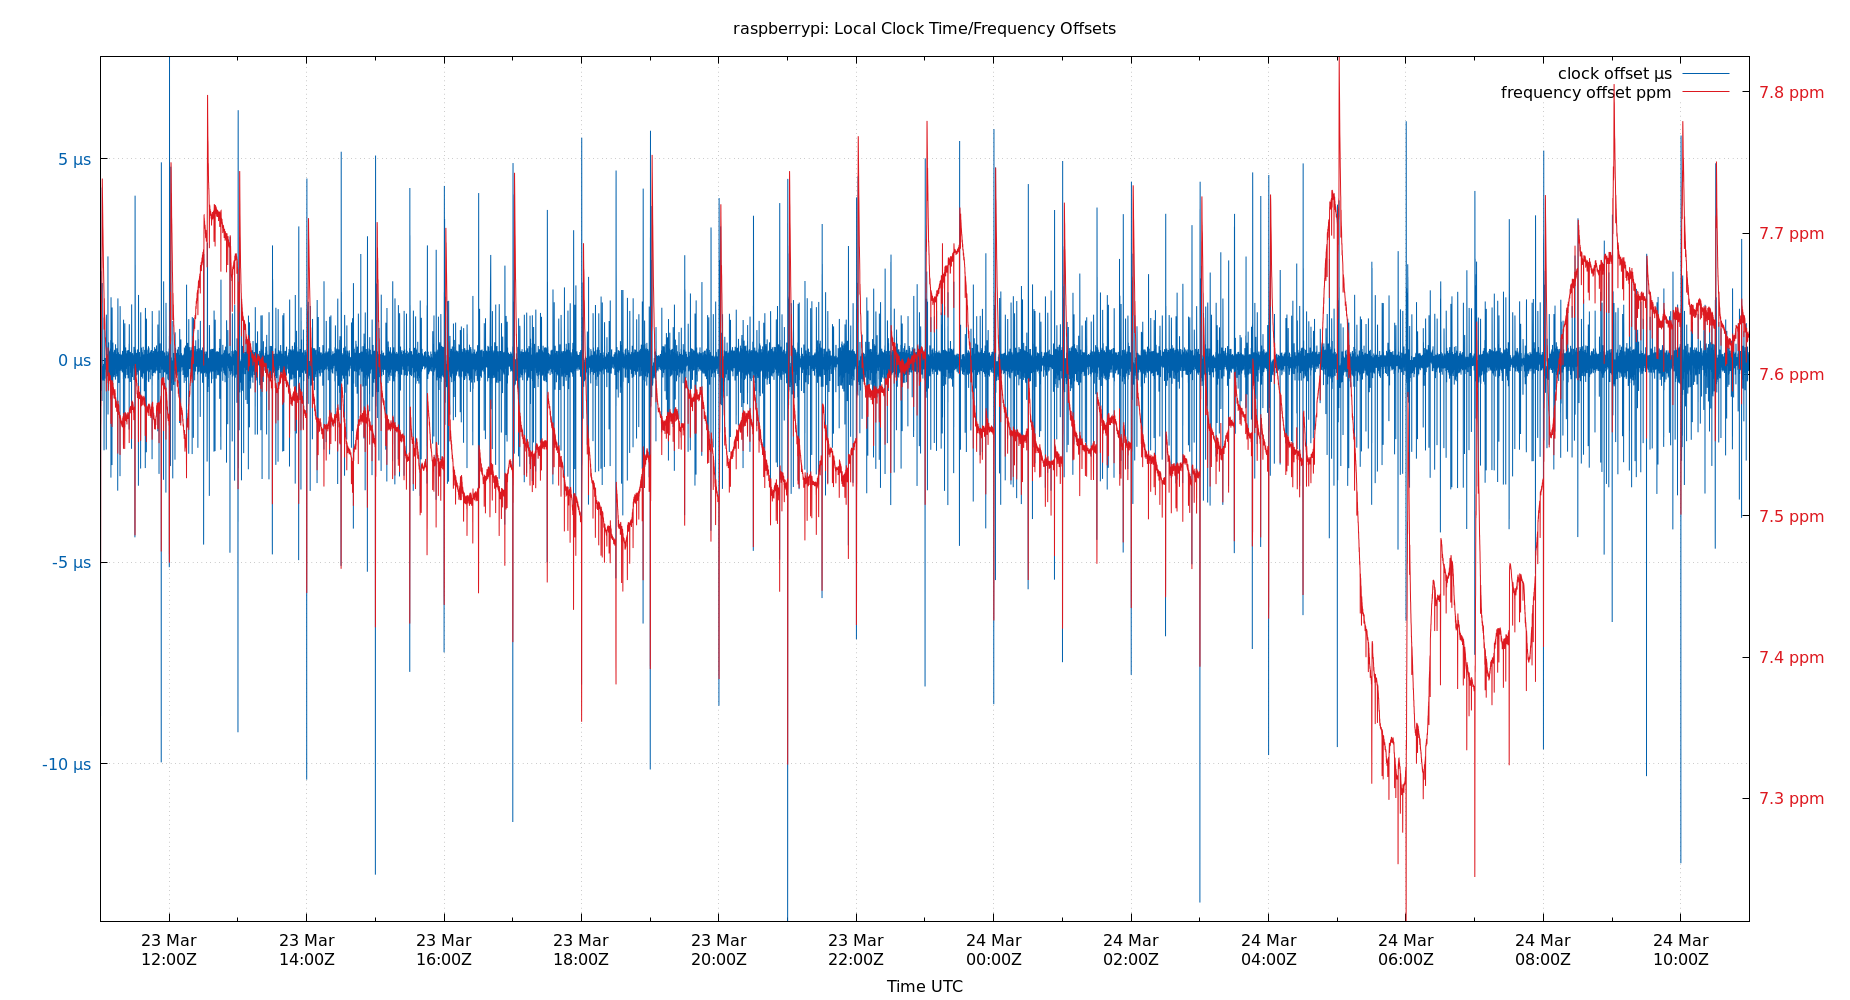 raspberrypi: Local Clock Time/Frequency Offsets
clock offset µs
frequency offset ppm
5 µs
0 µs
-5 µs
-10 µs
7.8 ppm
7.7 ppm
7.6 ppm
7.5 ppm
7.4 ppm
7.3 ppm
23 Mar 23 Mar 23 Mar 23 Mar 23 Mar 23 Mar 24 Mar 24 Mar 24 Mar 24 Mar 24 Mar 24 Mar
12:00Z 14:00Z 16:00Z 18:00Z 20:00Z 22:00Z 00:00Z 02:00Z 04:00Z 06:00Z 08:00Z 10:00Z
Time UTC